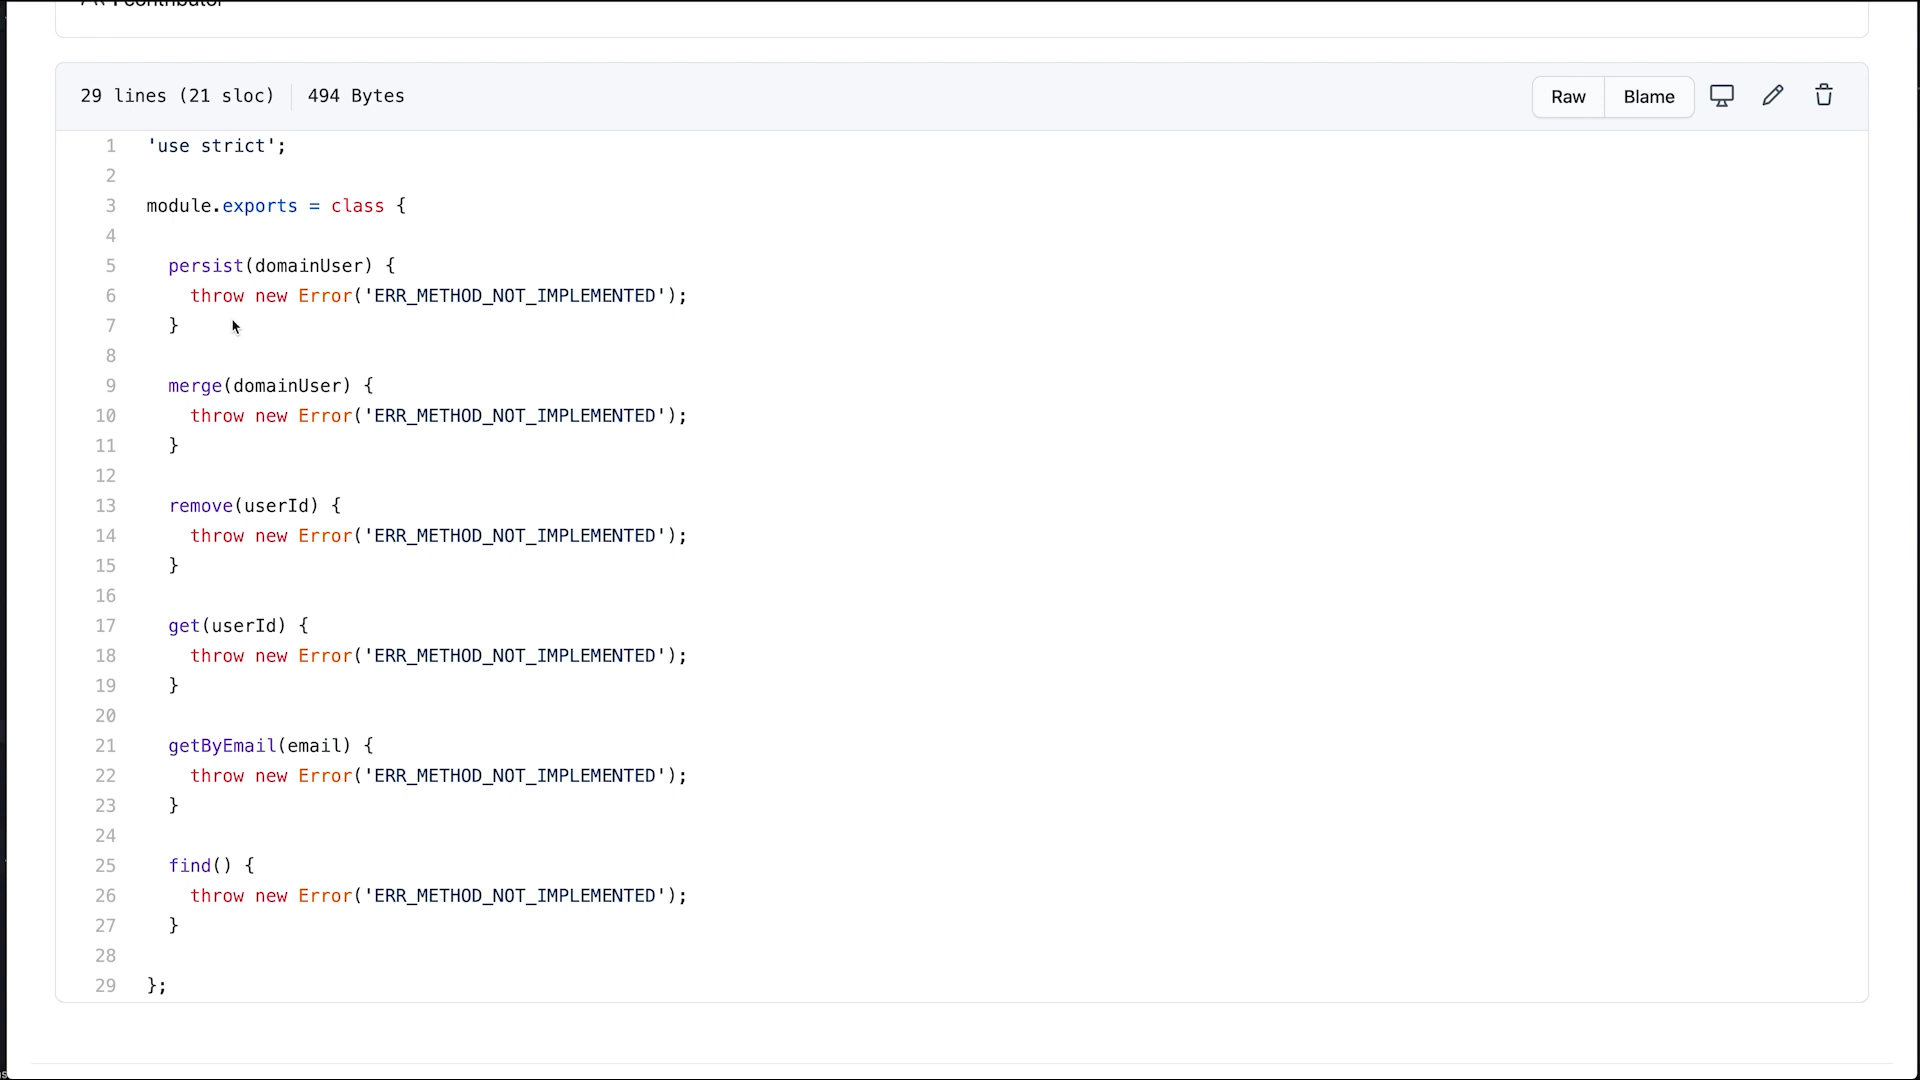 29 lines (21 sloc) 494 Bytes Raw Blame
1 'use strict';
2
3 module.exports = class {
4
5 persist(domainUser) {
6 throw new Error('ERR_METHOD_NOT_IMPLEMENTED');
7 }
8
9 merge(domainUser) {
10 throw new Error('ERR_METHOD_NOT_IMPLEMENTED');
11 }
12
13 remove(userId) {
14 throw new Error('ERR_METHOD_NOT_IMPLEMENTED');
15 }
16
17 get(userId) {
18 throw new Error('ERR_METHOD_NOT_IMPLEMENTED');
19 }
20
21 getByEmail(email) {
22 throw new Error('ERR_METHOD_NOT_IMPLEMENTED');
23 }
24
25 find() {
26 throw new Error('ERR_METHOD_NOT_IMPLEMENTED');
27 }
28
29 };